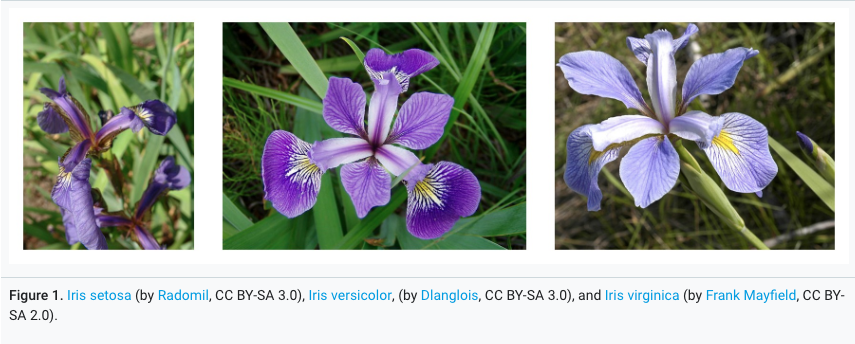 Figure 1. Iris setosa (by Radomil, CC BY-SA 3.0), Iris versicolor, (by Dlanglois, CC BY-SA 3.0), and Iris virginica (by Frank Mayfield, CC BY-
SA 2.0).